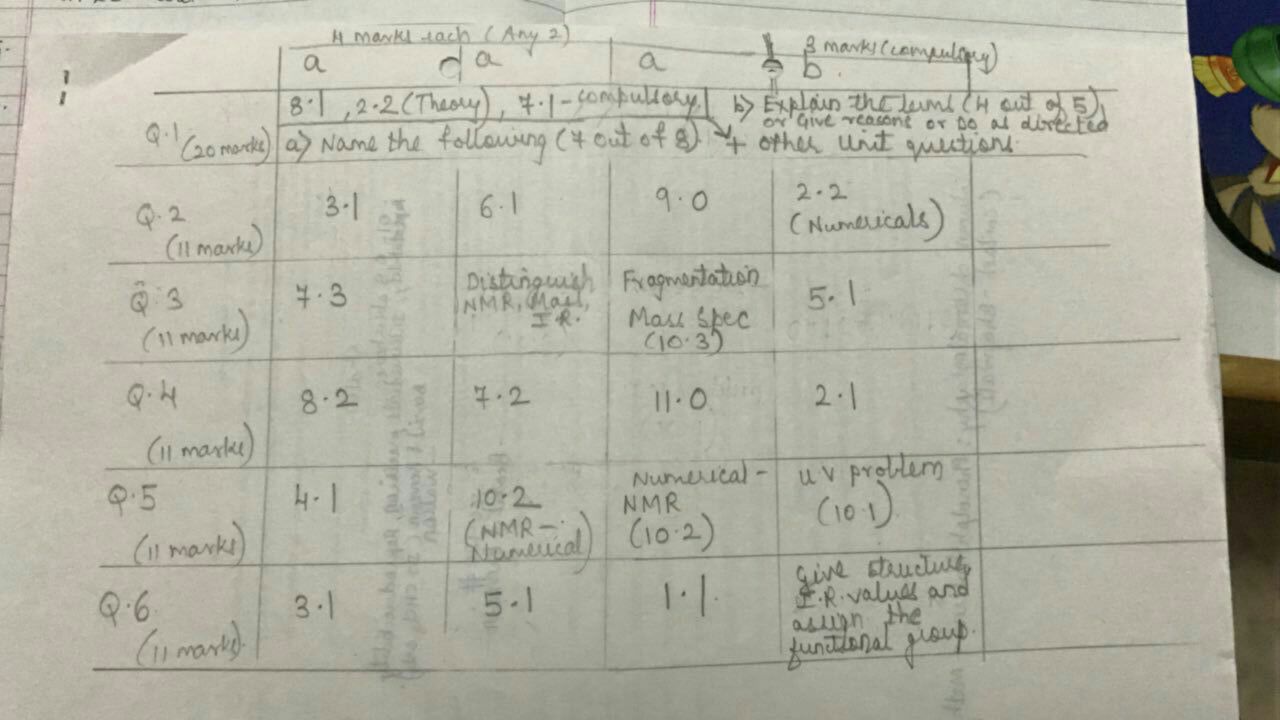 4 marks each (Any 2)
3 marks (compulsory)
a a a b.
8.1, 2.2 (Theory), 7.1 - compulsory
b) Explain the terms (4 out of 5),
or Give reasons or Do as directed
Q.1 (20 marks)
a) Name the following (7 out of 8)
+ other Unit questions.
Q.2 3.1 6.1 9.0 2.2
(11 marks) (Numericals)
Q.3 7.3 Distinguish Fragmentation 5.1
NMR, Mass,
I.R. Mass Spec
(11 marks) (10.3)
Q.4 8.2 7.2 11.0 2.1
(11 marks)
Q.5 4.1 10.2 Numerical - UV problem
(NMR - NMR (10.1)
(11 marks) Numerical) (10.2)
Q.6 3.1 5.1 1.1 Give structure,
I.R. values and
(11 marks). assign the
functional group.